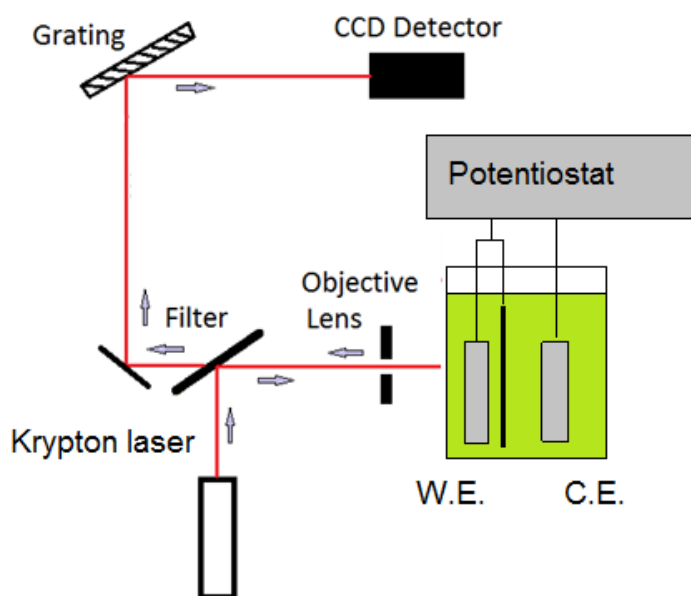 Grating
CCD Detector
Potentiostat
Objective
Lens
Filter
Krypton laser
W.E.
C.E.